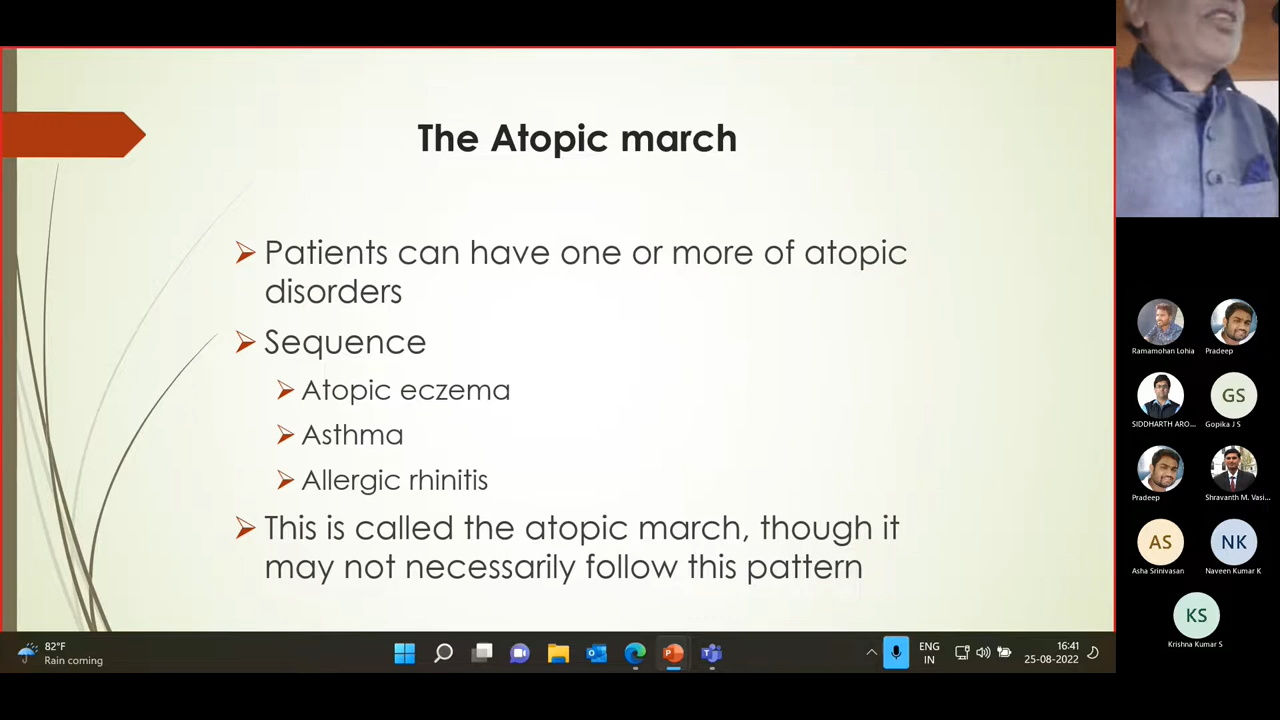 The Atopic march
Patients can have one or more of atopic
disorders
Sequence
Atopic eczema
Asthma
Allergic rhinitis
This is called the atopic march, though it
may not necessarily follow this pattern
Ramamohan Lohia
Pradeep
SIDDHARTH ARO...
GS
Gopika J S
Pradeep
Shravanth M. Vasi...
AS
Asha Srinivasan
NK
Naveen Kumar K
KS
Krishna Kumar S
82°F
Rain coming
ENG
IN
16:41
25-08-2022